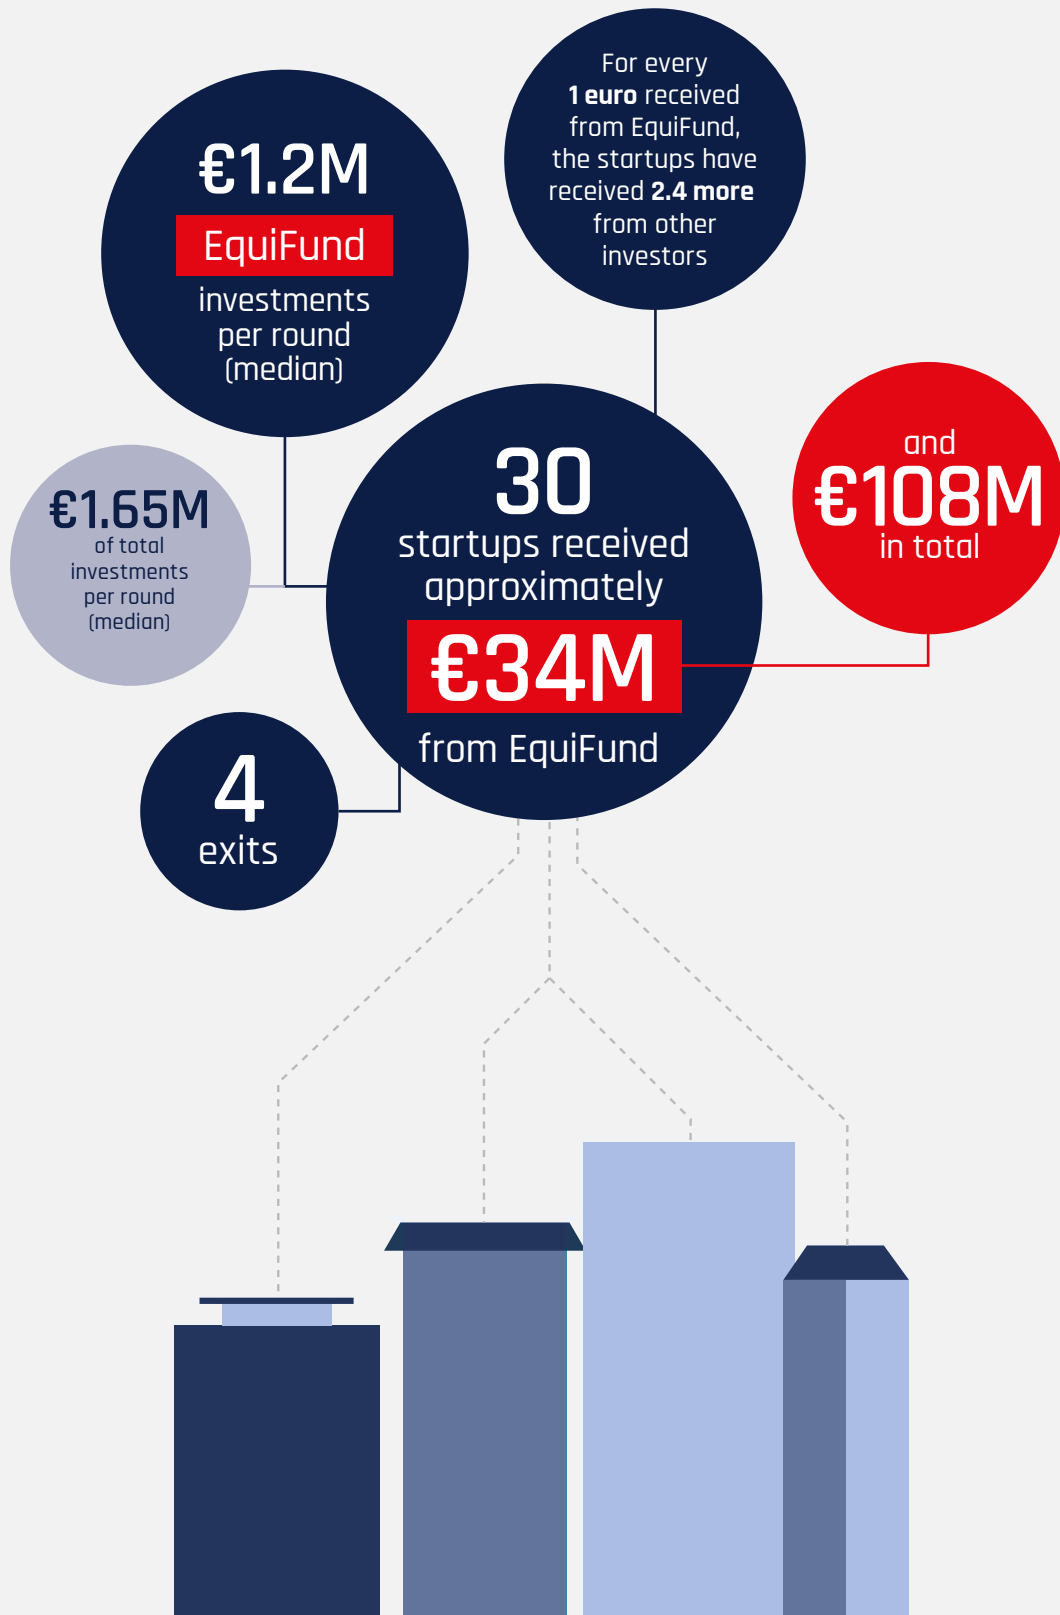 For every
1 euro received
from EquiFund,
the startups have
received 2.4 more
from other
investors
€1.2M
EquiFund
investments
per round
(median)
€1.65M
of total
investments
per round
(median)
30
startups received
approximately
€34M
from EquiFund
and
€108M
in total
4
exits